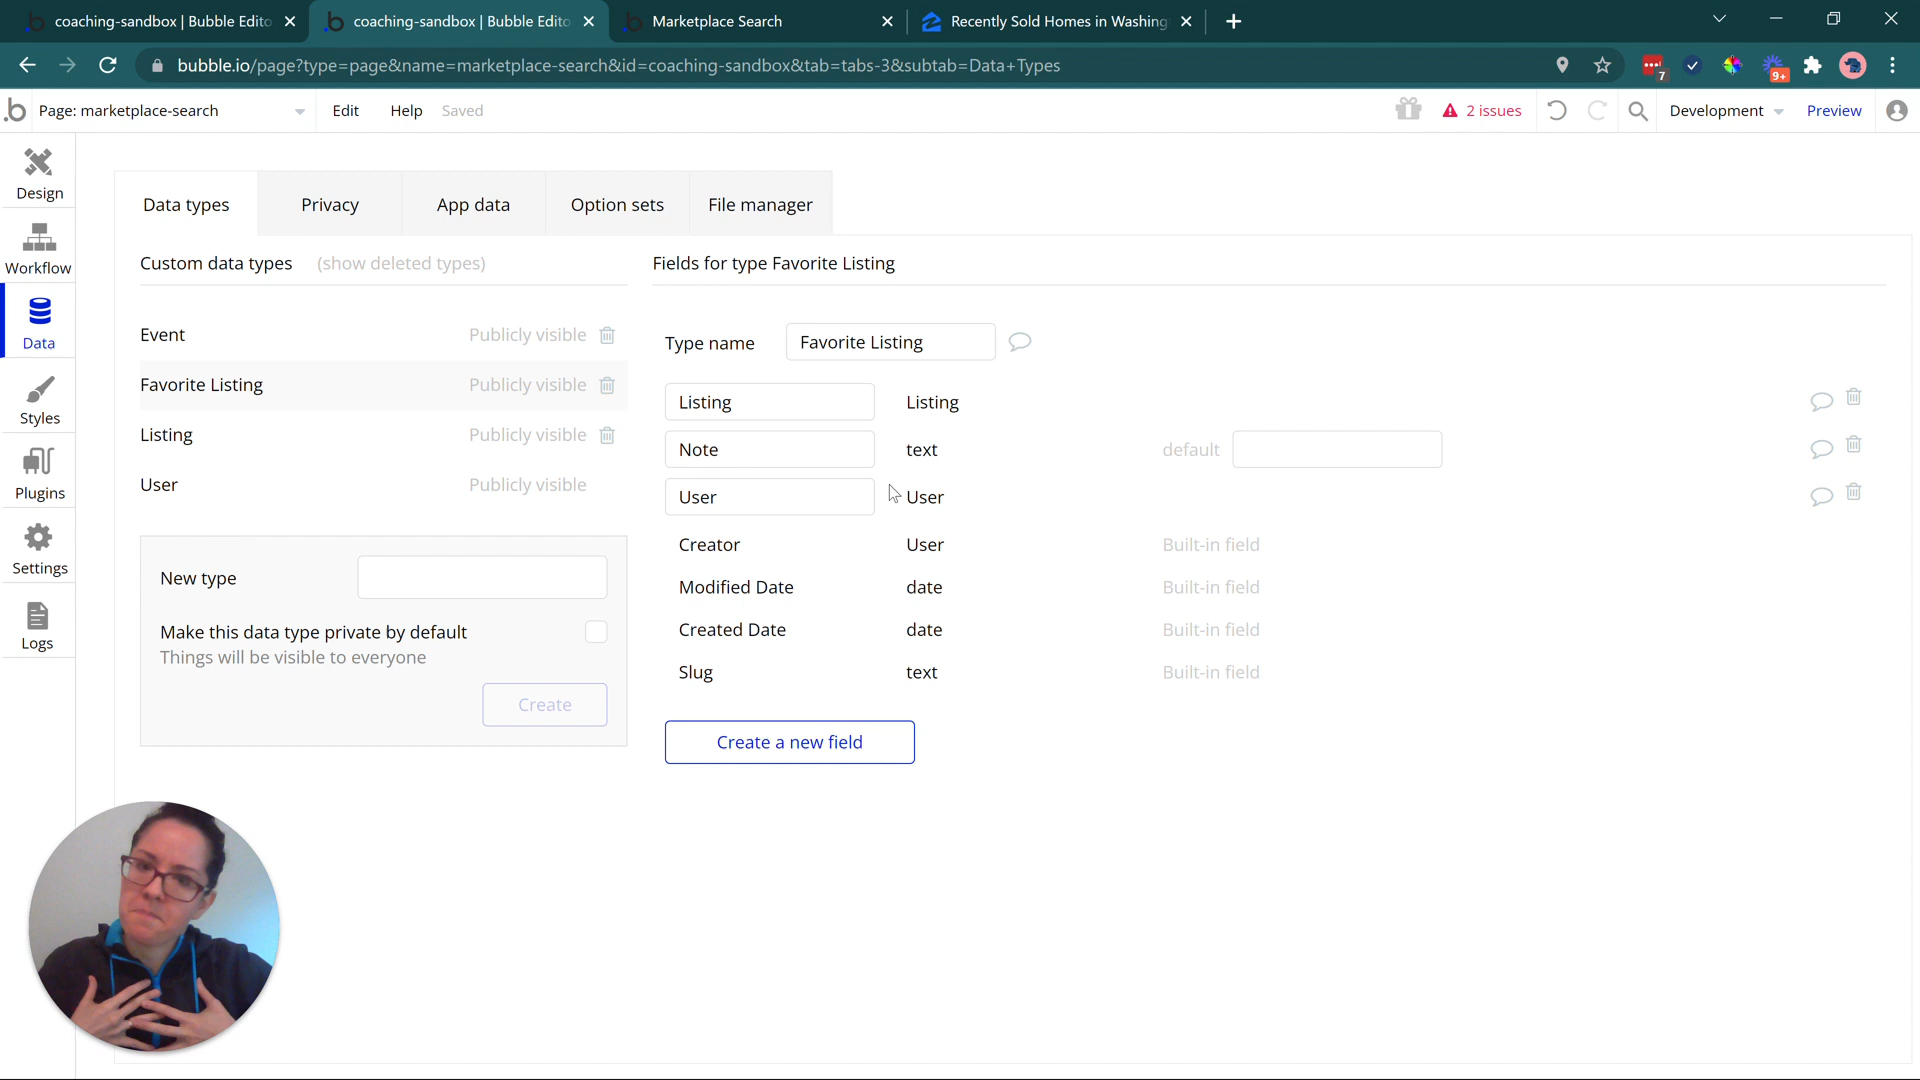 coaching-sandbox | Bubble Edito
coaching-sandbox | Bubble Edito
Marketplace Search
Recently Sold Homes in Washing
bubble.io/page?type=page&name=marketplace-search&id=coaching-sandbox&tab=tabs-3&subtab=Data+Types
7
9+
Page: marketplace-search
Edit
Help
Saved
2 issues
Development
Preview
Design
Workflow
Data
Styles
Plugins
Settings
Logs
Data types
Privacy
App data
Option sets
File manager
Custom data types (show deleted types)
Event Publicly visible
Favorite Listing Publicly visible
Listing Publicly visible
User Publicly visible
New type
Make this data type private by default
Things will be visible to everyone
Create
Fields for type Favorite Listing
Type name Favorite Listing
Listing Listing
Note text default
User User
Creator User Built-in field
Modified Date date Built-in field
Created Date date Built-in field
Slug text Built-in field
Create a new field